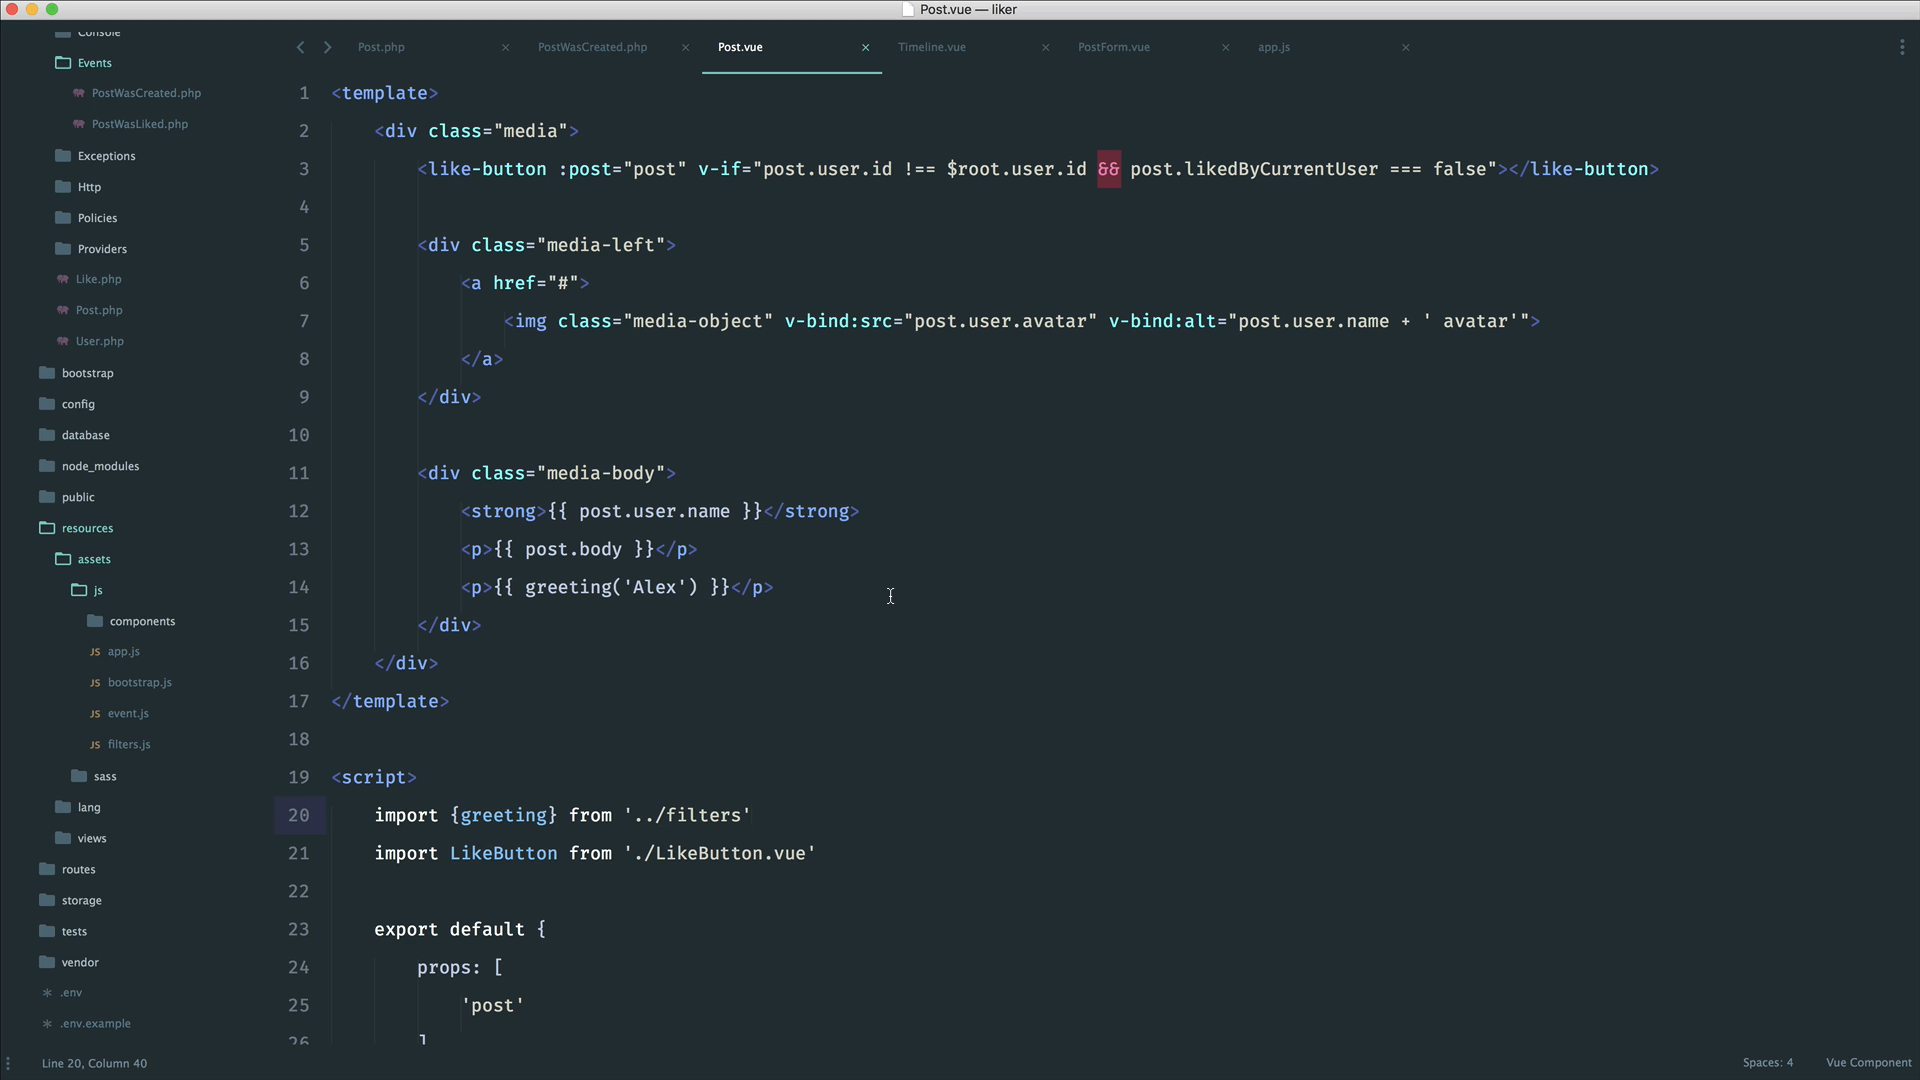 Post.vue — liker
Console
Events
PostWasCreated.php
PostWasLiked.php
Exceptions
Http
Policies
Providers
Like.php
Post.php
User.php
bootstrap
config
database
node_modules
public
resources
assets
js
components
JS app.js
JS bootstrap.js
JS event.js
JS filters.js
sass
lang
views
routes
storage
tests
vendor
.env
.env.example
Post.php × PostWasCreated.php × Post.vue × Timeline.vue × PostForm.vue × app.js ×
1 <template>
2 <div class="media">
3 <like-button :post="post" v-if="post.user.id !== $root.user.id && post.likedByCurrentUser === false"></like-button>
4
5 <div class="media-left">
6 <a href="#">
7 <img class="media-object" v-bind:src="post.user.avatar" v-bind:alt="post.user.name + ' avatar'">
8 </a>
9 </div>
10
11 <div class="media-body">
12 <strong>{{ post.user.name }}</strong>
13 <p>{{ post.body }}</p>
14 <p>{{ greeting('Alex') }}</p>
15 </div>
16 </div>
17 </template>
18
19 <script>
20 import {greeting} from '../filters'
21 import LikeButton from './LikeButton.vue'
22
23 export default {
24 props: [
25 'post'
26 ]
Line 20, Column 40
Spaces: 4 Vue Component